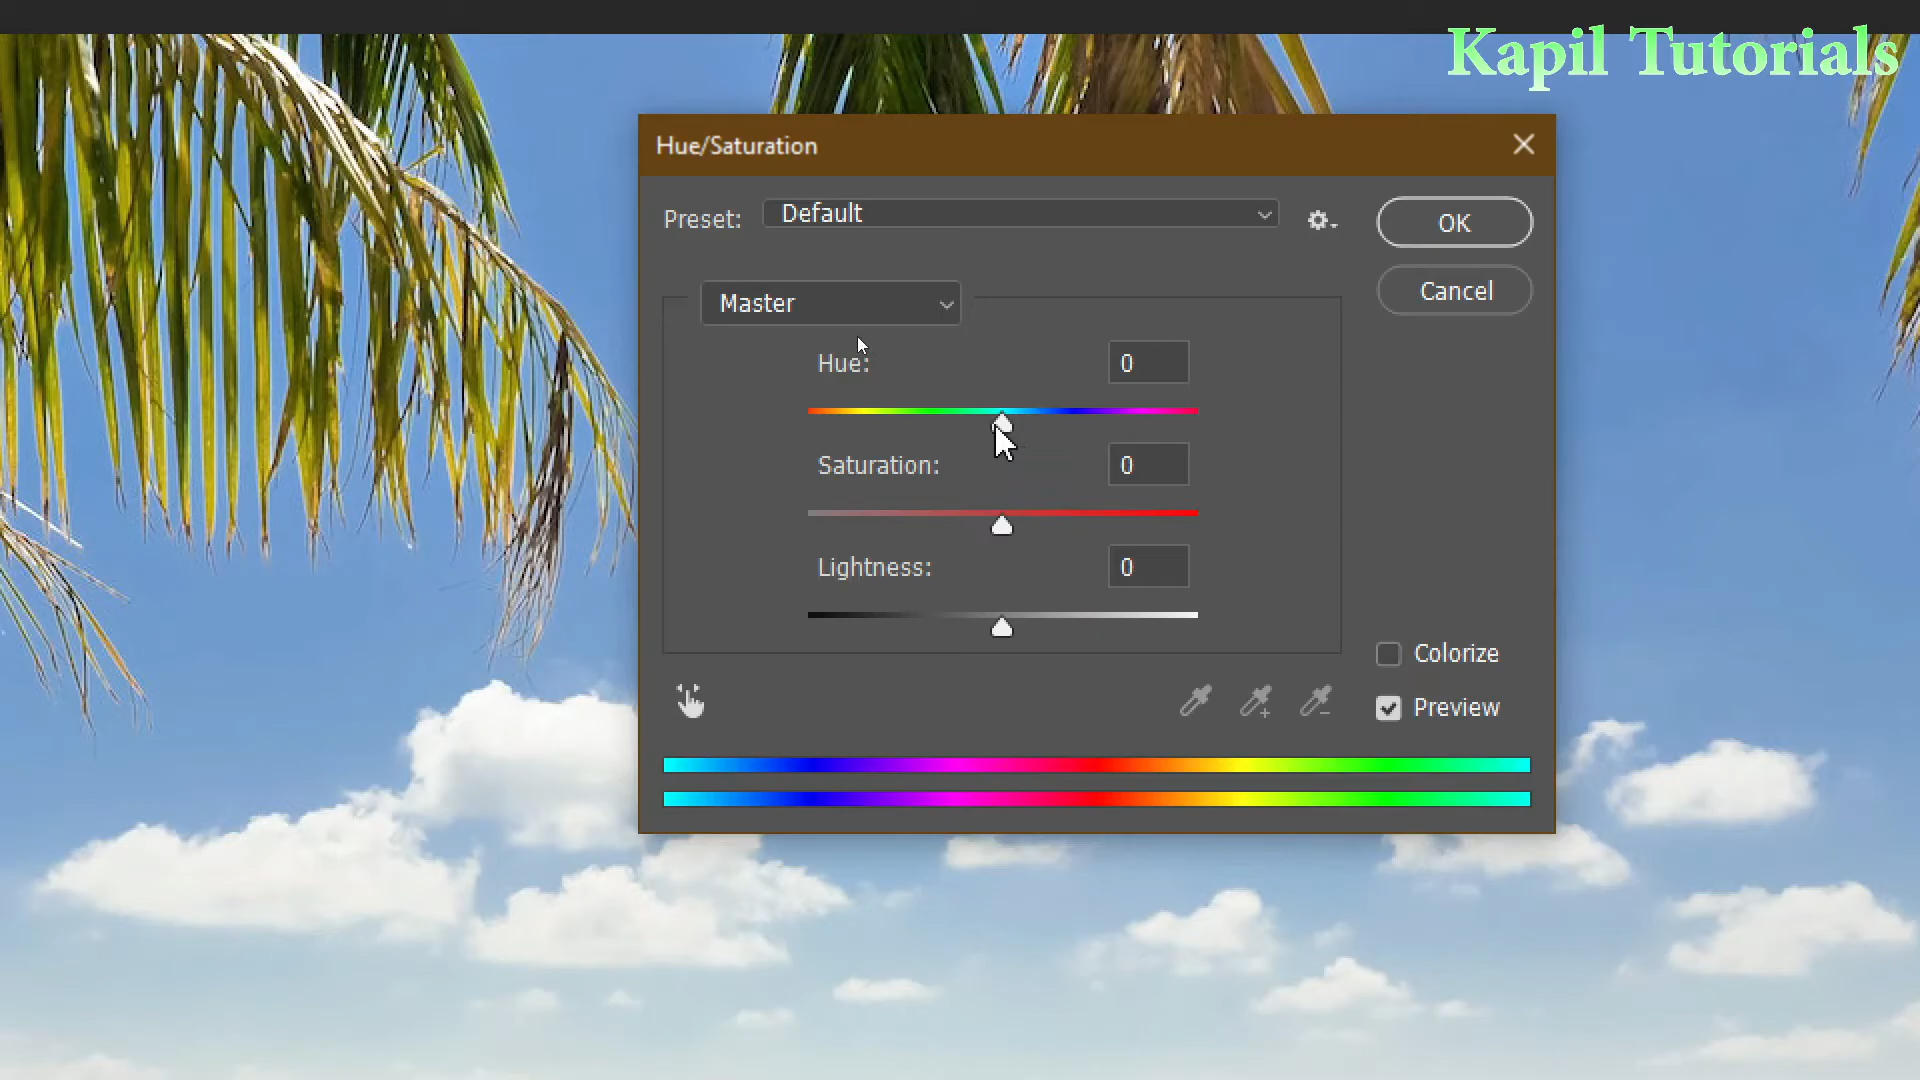 Kapil Tutorials
Hue/Saturation
Preset: Default
OK
Cancel
Master
Hue: 0
Saturation: 0
Lightness: 0
Colorize
Preview